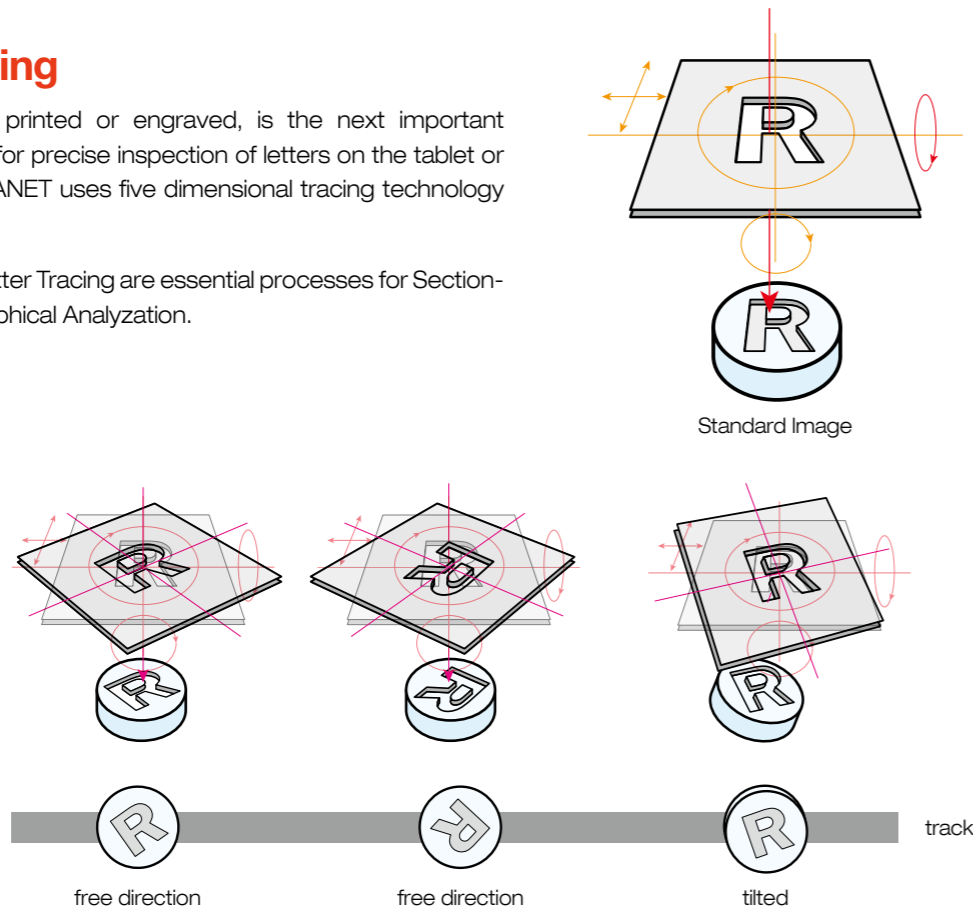 ing
printed or engraved, is the next important
for precise inspection of letters on the tablet or
ANET uses five dimensional tracing technology
tter Tracing are essential processes for Section-
ohical Analyzation.
R
R
Standard Image
R
R
R
R
R
R
R
R
R
track
free direction
free direction
tilted